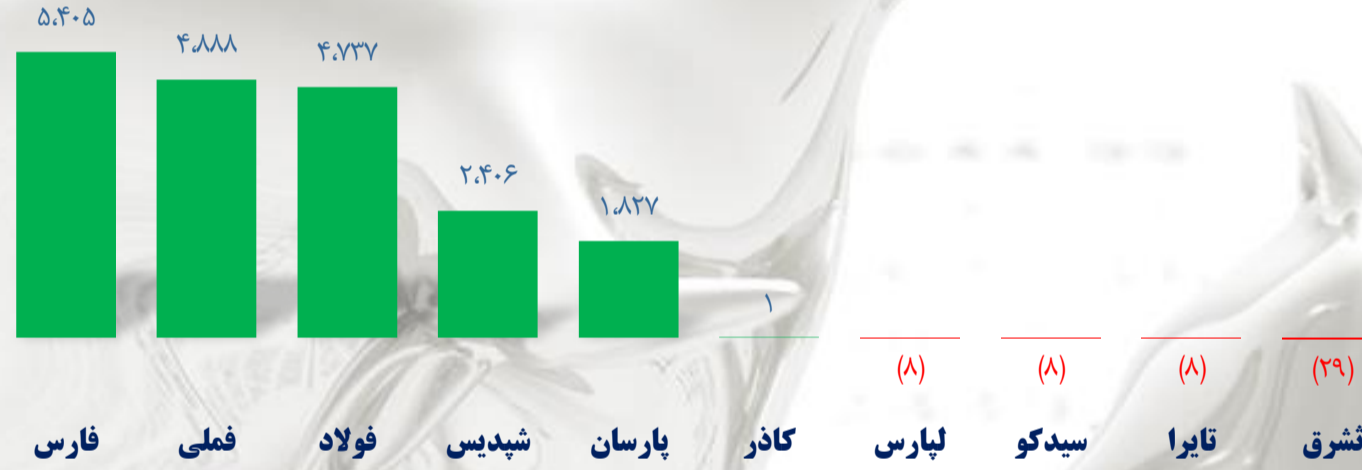 ۵،۴۰۵
۴،۸۸۸
۴،۷۳۷
۲،۴۰۶
۱،۸۲۷
۱
(۸)
(۸)
(۸)
(۲۹)
فارس
فملی
فولاد
شپدیس
پارسان
کاذر
لپارس
سیدکو
تایرا
ثشرق